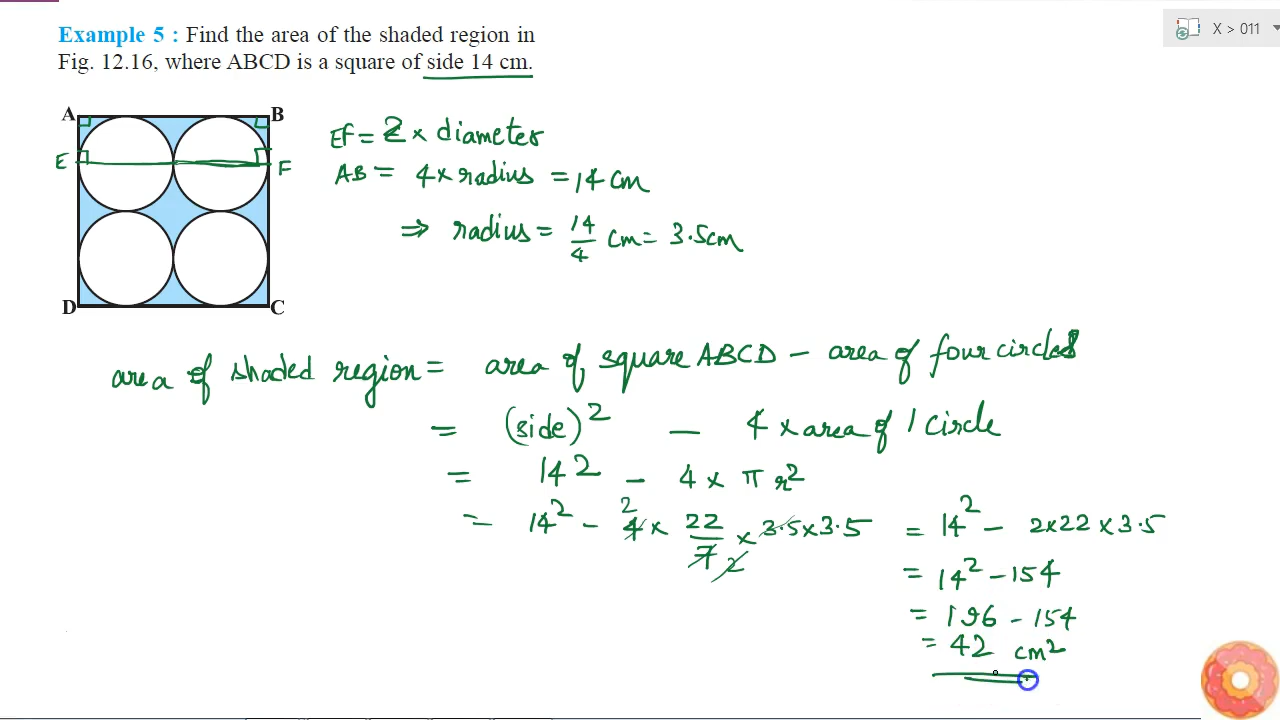 Example 5 : Find the area of the shaded region in
Fig. 12.16, where ABCD is a square of side 14 cm.
X > 011
A B
E F
D C
EF = 2 × diameter
AB = 4 × radius = 14 cm
⇒ radius = 14/4 cm = 3.5cm
area of shaded region = area of square ABCD – area of four circles
= (side)² – 4 × area of 1 circle
= 14² – 4 × π r²
= 14² – 4 2 × 22/7 2 × 3.5 × 3.5
= 14² – 2×22 × 3.5
= 14² – 154
= 196 – 154
= 42 cm²